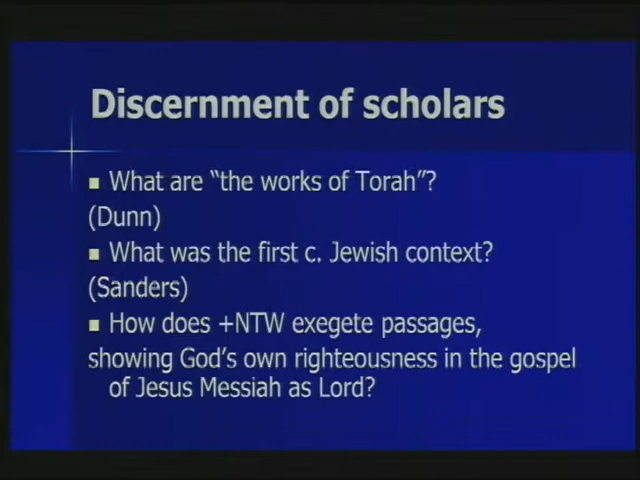 Discernment of scholars
■ What are “the works of Torah”?
(Dunn)
■ What was the first c. Jewish context?
(Sanders)
■ How does +NTW exegete passages,
showing God’s own righteousness in the gospel
of Jesus Messiah as Lord?